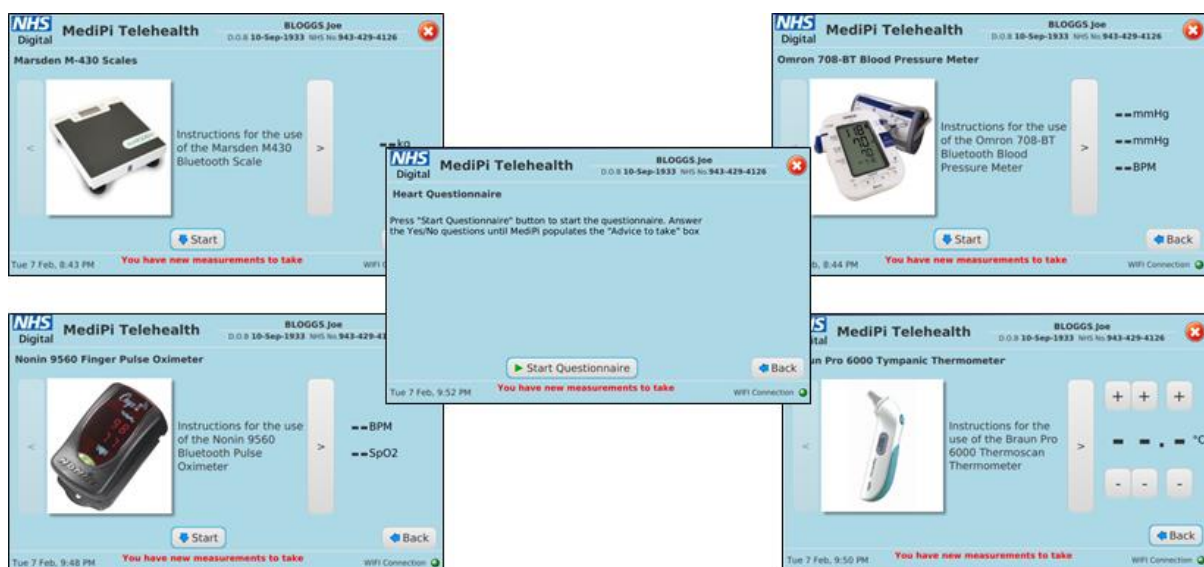 NHS
Digital
MediPi Telehealth
BLOGGS,Joe
D.O.B 10-Sep-1933 NHS No.943-429-4126
Marsden M-430 Scales
<
Instructions for the use
of the Marsden M430
Bluetooth Scale
>
--kg
Start
Tue 7 Feb, 8:43 PM
You have new measurements to take
NHS
Digital
MediPi Telehealth
BLOGGS,Joe
D.O.B 10-Sep-1933 NHS No.943-429-4126
Omron 708-BT Blood Pressure Meter
Instructions for the use
of the Omron 708-BT
Bluetooth Blood
Pressure Meter
>
--mmHg
--mmHg
--BPM
Start
Back
8:44 PM
You have new measurements to take
WIFI Connection
NHS
Digital
MediPi Telehealth
BLOGGS,Joe
D.O.B 10-Sep-1933 NHS No.943-429-4126
Heart Questionnaire
Press "Start Questionnaire" button to start the questionnaire. Answer
the Yes/No questions until MediPi populates the "Advice to take" box
Start Questionnaire
Back
Tue 7 Feb, 9:52 PM
You have new measurements to take
WIFI Connection
NHS
Digital
MediPi Telehealth
BLOGGS,Joe
D.O.B 10-Sep-1933 NHS No.943-429-41
Nonin 9560 Finger Pulse Oximeter
<
Instructions for the use
of the Nonin 9560
Bluetooth Pulse
Oximeter
>
--BPM
--SpO2
Start
Back
Tue 7 Feb, 9:48 PM
You have new measurements to take
WIFI Connection
MediPi Telehealth
BLOGGS,Joe
D.O.B 10-Sep-1933 NHS No.943-429-4126
Pro 6000 Tympanic Thermometer
<
Instructions for the
use of the Braun Pro
6000 Thermoscan
Thermometer
>
+ + +
- - . - °C
- - -
Back
Tue 7 Feb, 9:50 PM
You have new measurements to take
WIFI Connection